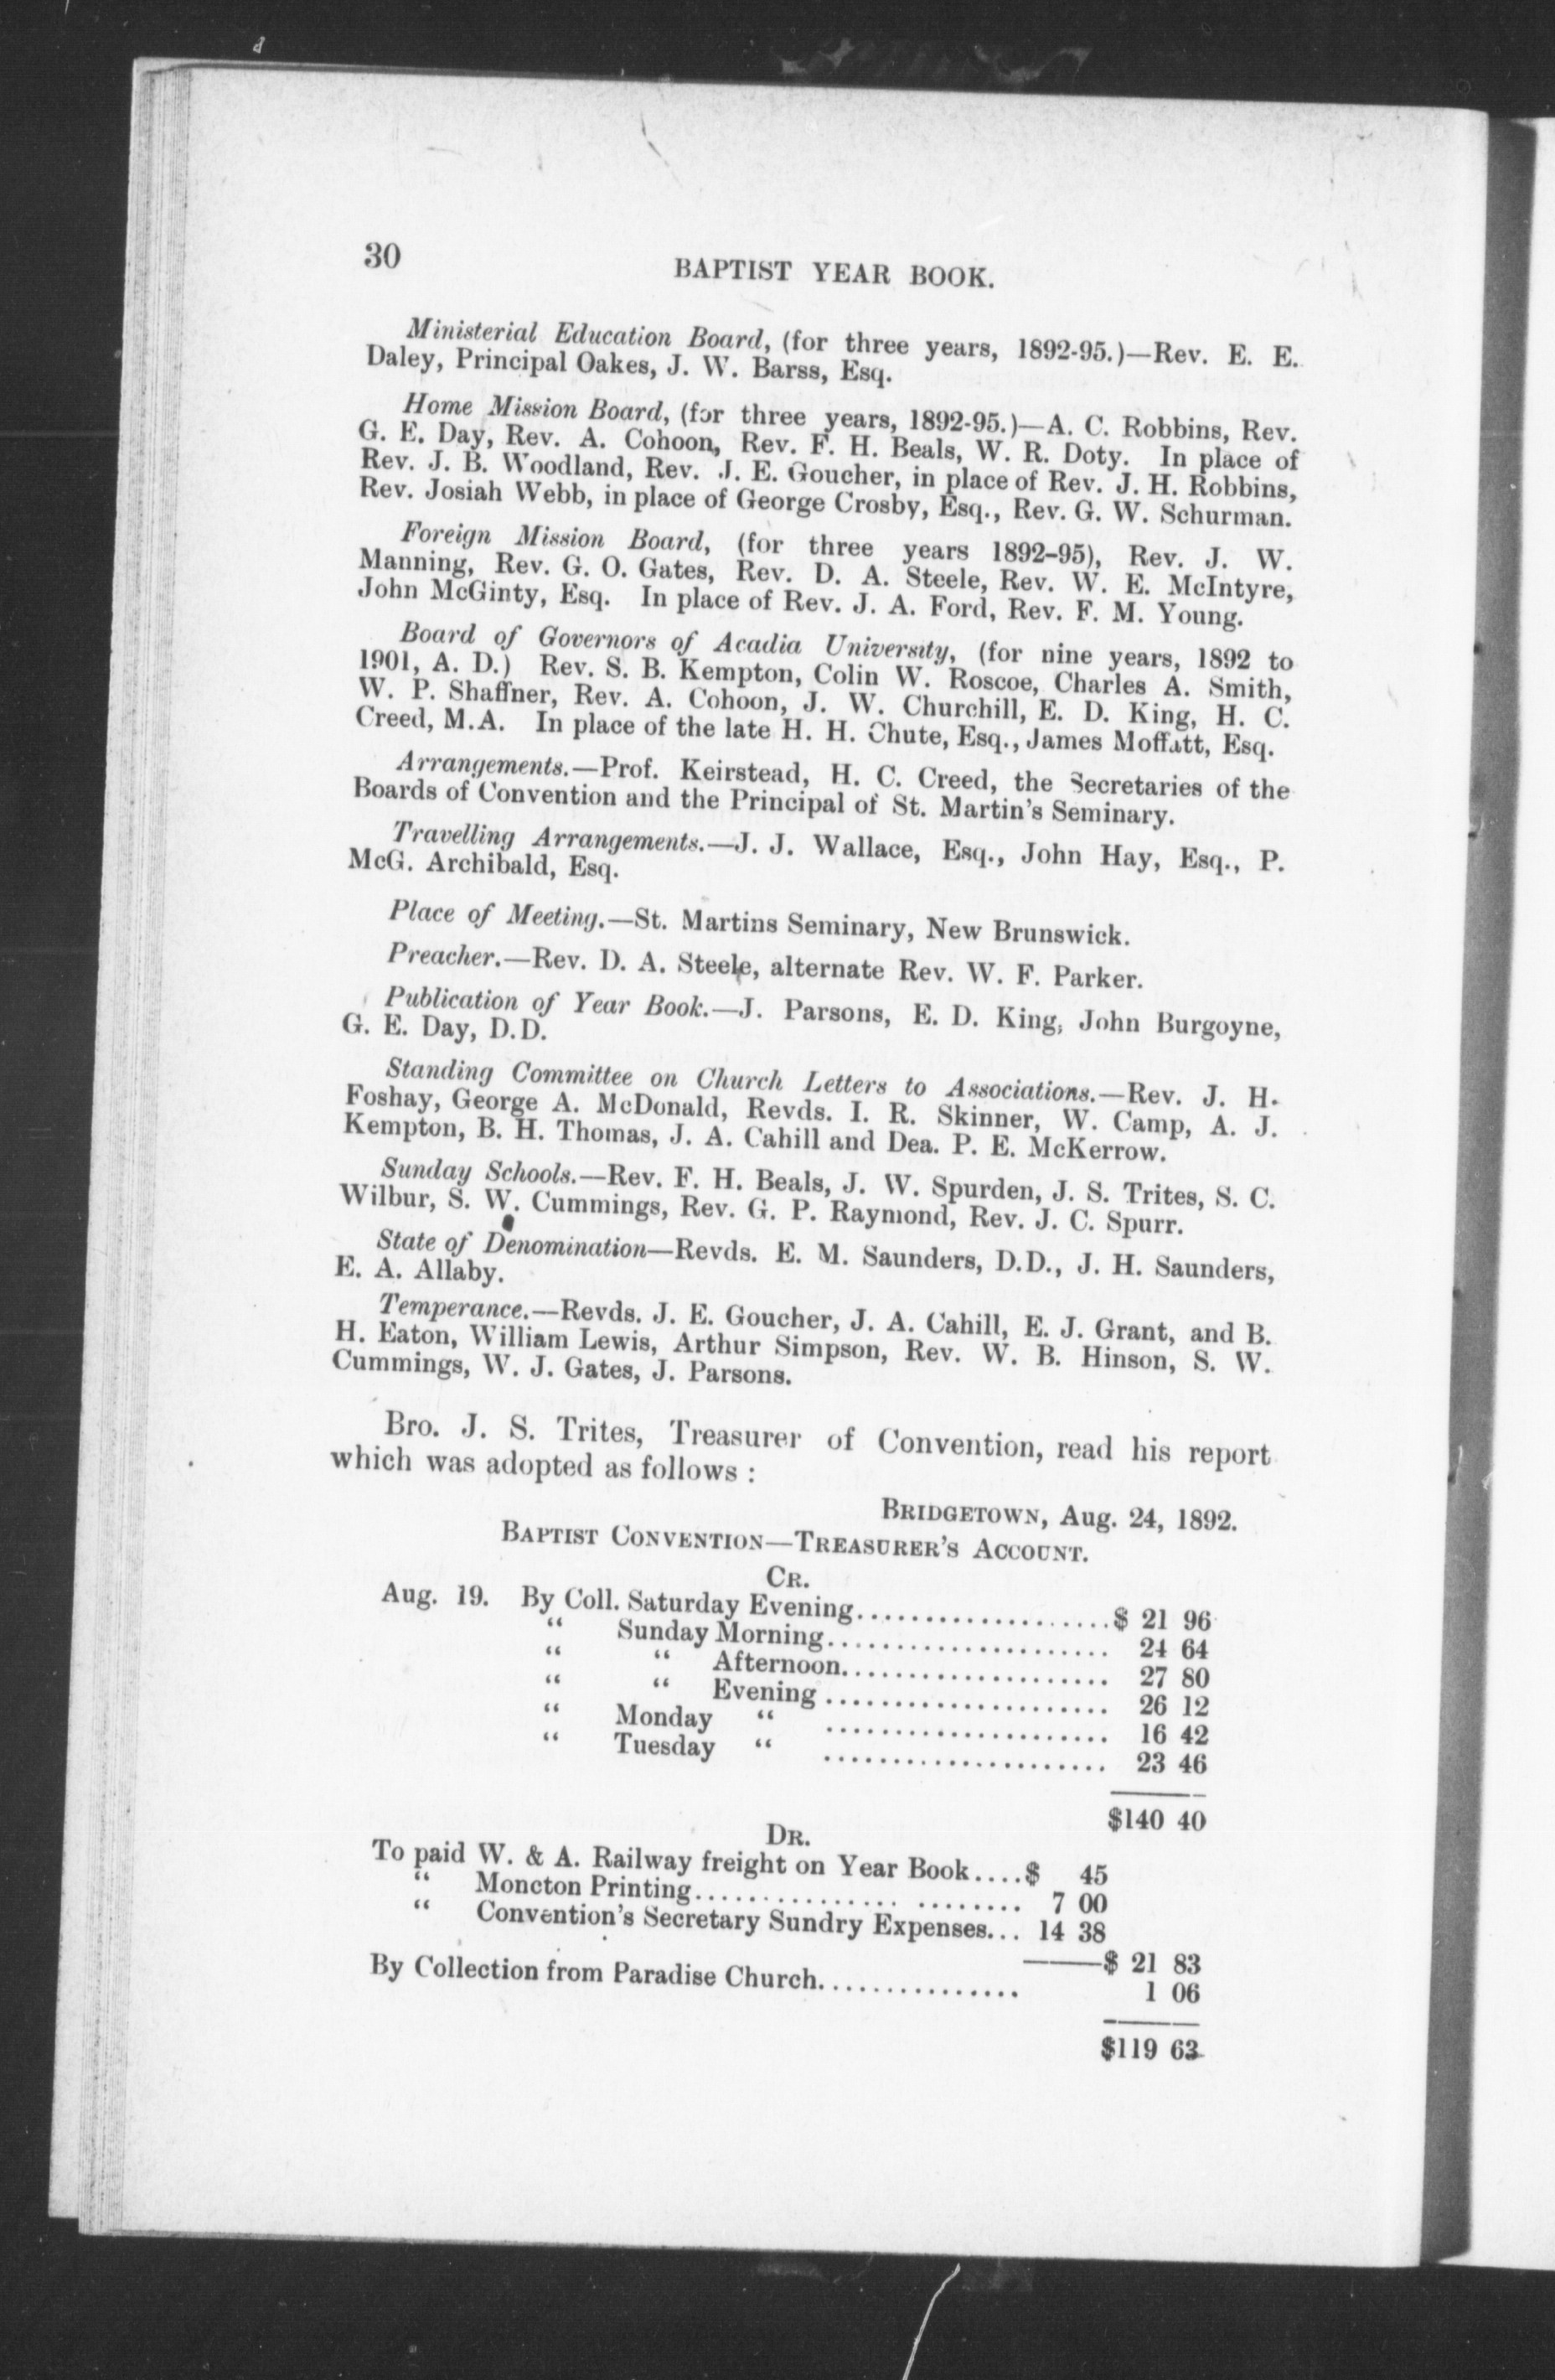 30
BAPTIST YEAR BOOK.
Ministerial Education Board, (for three years, 1892-95.)—Rev. E. E.
Daley, Principal Oakes, J. W. Barss, Esq.
Home Mission Board, (for three years, 1892-95.)—A. C. Robbins, Rev.
G. E. Day, Rev. A. Cohoon, Rev. F. H. Beals, W. R. Doty. In place of
Rev. J. B. Woodland, Rev. J. E. Goucher, in place of Rev. J. H. Robbins,
Rev. Josiah Webb, in place of George Crosby, Esq., Rev. G. W. Schurman.
Foreign Mission Board, (for three years 1892-95), Rev. J. W.
Manning, Rev. G. O. Gates, Rev. D. A. Steele, Rev. W. E. McIntyre,
John McGinty, Esq. In place of Rev. J. A. Ford, Rev. F. M. Young.
Board of Governors of Acadia University, (for nine years, 1892 to
1901, A. D.) Rev. S. B. Kempton, Colin W. Roscoe, Charles A. Smith,
W. P. Shaffner, Rev. A. Cohoon, J. W. Churchill, E. D. King, H. C.
Creed, M.A. In place of the late H. H. Chute, Esq., James Moffatt, Esq.
Arrangements.—Prof. Keirstead, H. C. Creed, the Secretaries of the
Boards of Convention and the Principal of St. Martin's Seminary.
Travelling Arrangements.—J. J. Wallace, Esq., John Hay, Esq., P.
McG. Archibald, Esq.
Place of Meeting.—St. Martins Seminary, New Brunswick.
Preacher.—Rev. D. A. Steele, alternate Rev. W. F. Parker.
Publication of Year Book.—J. Parsons, E. D. King, John Burgoyne,
G. E. Day, D.D.
Standing Committee on Church Letters to Associations.—Rev. J. H.
Foshay, George A. McDonald, Revds. I. R. Skinner, W. Camp, A. J.
Kempton, B. H. Thomas, J. A. Cahill and Dea. P. E. McKerrow.
Sunday Schools.—Rev. F. H. Beals, J. W. Spurden, J. S. Trites, S. C.
Wilbur, S. W. Cummings, Rev. G. P. Raymond, Rev. J. C. Spurr.
State of Denomination—Revds. E. M. Saunders, D.D., J. H. Saunders,
E. A. Allaby.
Temperance.—Revds. J. E. Goucher, J. A. Cahill, E. J. Grant, and B.
H. Eaton, William Lewis, Arthur Simpson, Rev. W. B. Hinson, S. W.
Cummings, W. J. Gates, J. Parsons.
Bro. J. S. Trites, Treasurer of Convention, read his report
which was adopted as follows :
BRIDGETOWN, Aug. 24, 1892.
BAPTIST CONVENTION—TREASURER'S ACCOUNT.
CR.
Aug. 19. By Coll. Saturday Evening....................$ 21 96
“ Sunday Morning....................... 24 64
“ “ Afternoon.................... 27 80
“ “ Evening ..................... 26 12
“ Monday “ ..................... 16 42
“ Tuesday “ ..................... 23 46
$140 40
DR.
To paid W. & A. Railway freight on Year Book....$ 45
“ Moncton Printing............... ........ 7 00
“ Convention's Secretary Sundry Expenses... 14 38
——$ 21 83
By Collection from Paradise Church............... 1 06
$119 63